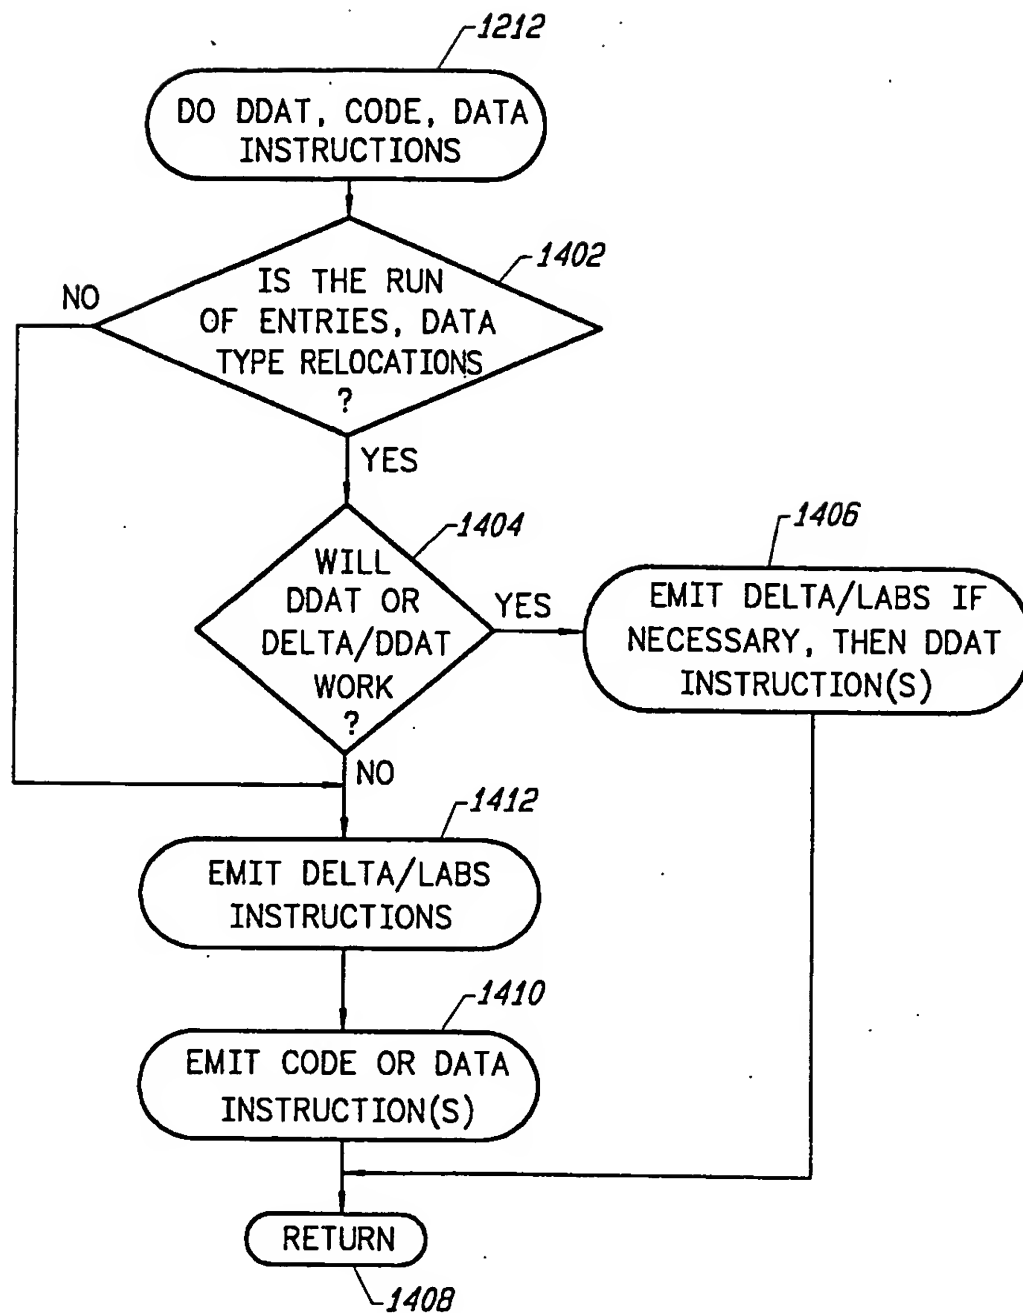 1212
DO DDAT, CODE, DATA
INSTRUCTIONS
1402
IS THE RUN
OF ENTRIES, DATA
TYPE RELOCATIONS
?
NO
YES
1404
WILL
DDAT OR
DELTA/DDAT
WORK
?
YES
1406
EMIT DELTA/LABS IF
NECESSARY, THEN DDAT
INSTRUCTION(S)
NO
1412
EMIT DELTA/LABS
INSTRUCTIONS
1410
EMIT CODE OR DATA
INSTRUCTION(S)
RETURN
1408